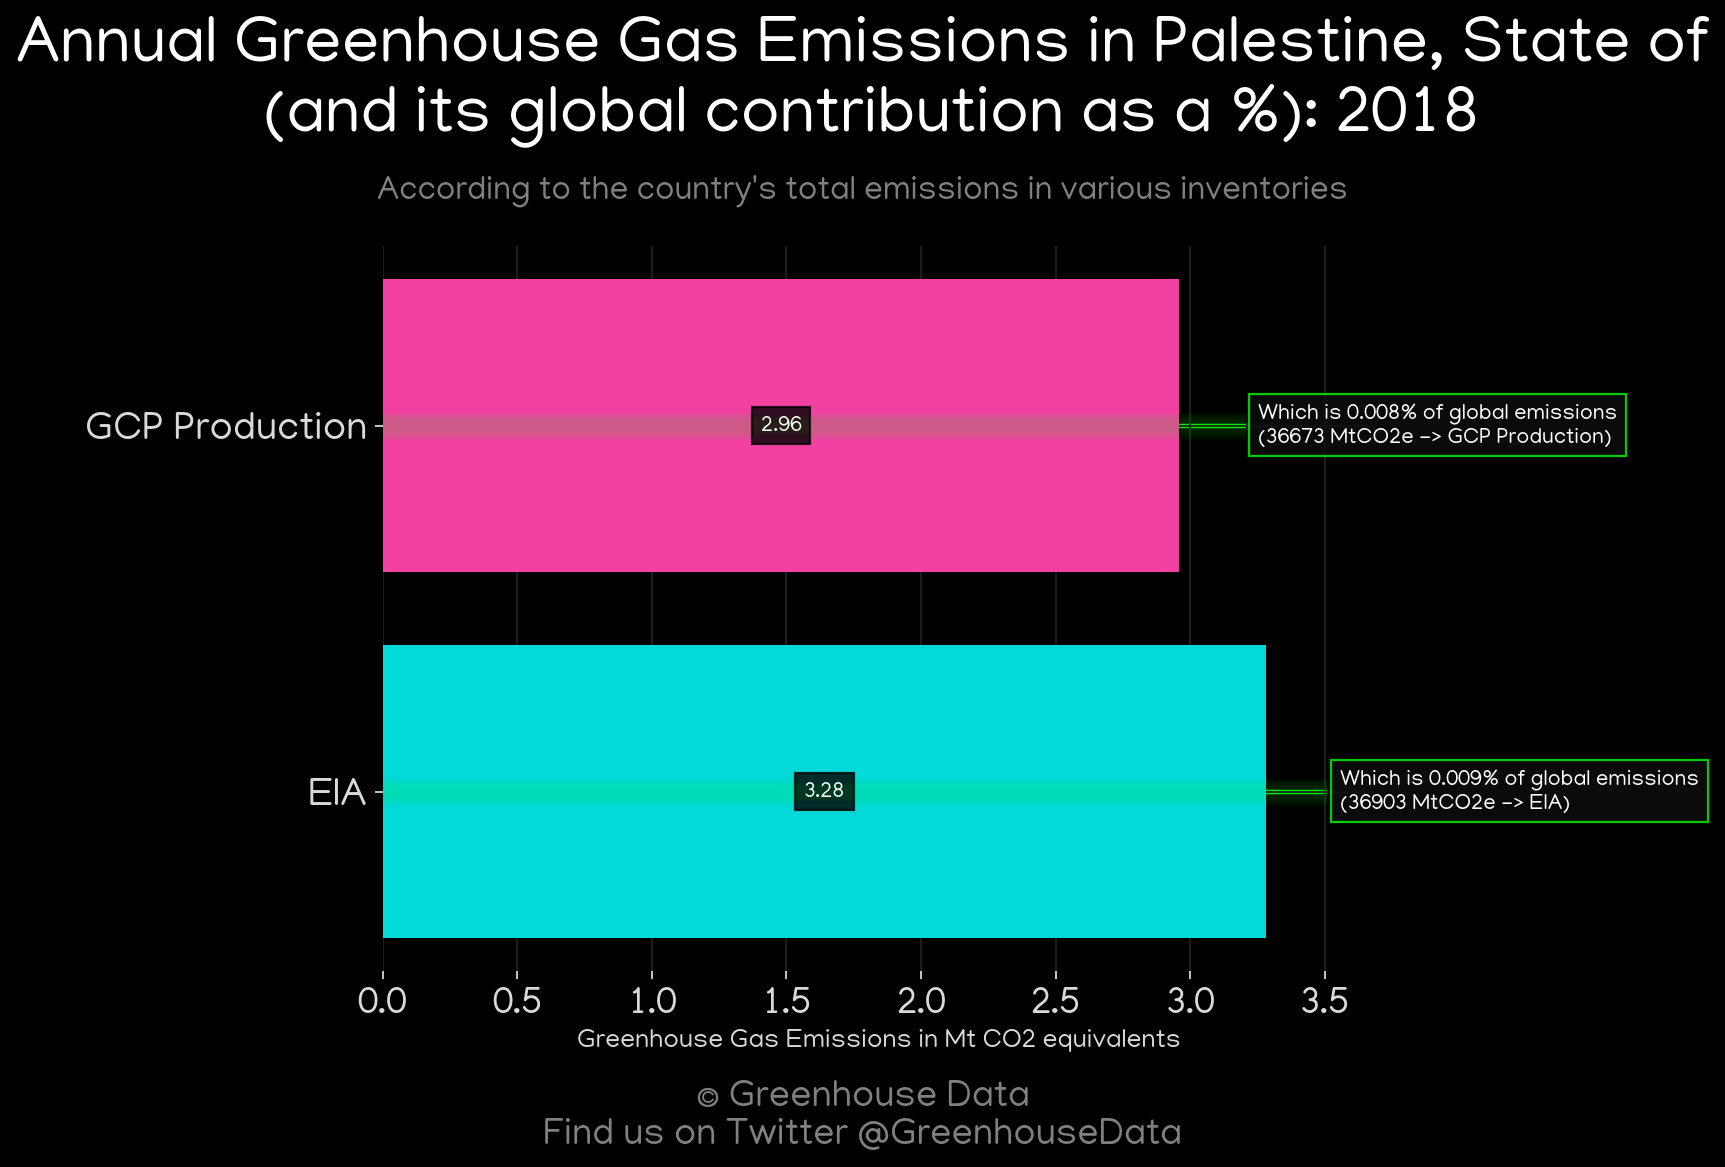 Annual Greenhouse Gas Emissions in Palestine, State of
(and its global contribution as a %): 2018
According to the country's total emissions in various inventories
GCP Production
2.96
Which is 0.008% of global emissions
(36673 MtCO2e -> GCP Production)
EIA
3.28
Which is 0.009% of global emissions
(36903 MtCO2e -> EIA)
0.0 0.5 1.0 1.5 2.0 2.5 3.0 3.5
Greenhouse Gas Emissions in Mt CO2 equivalents
© Greenhouse Data
Find us on Twitter @GreenhouseData